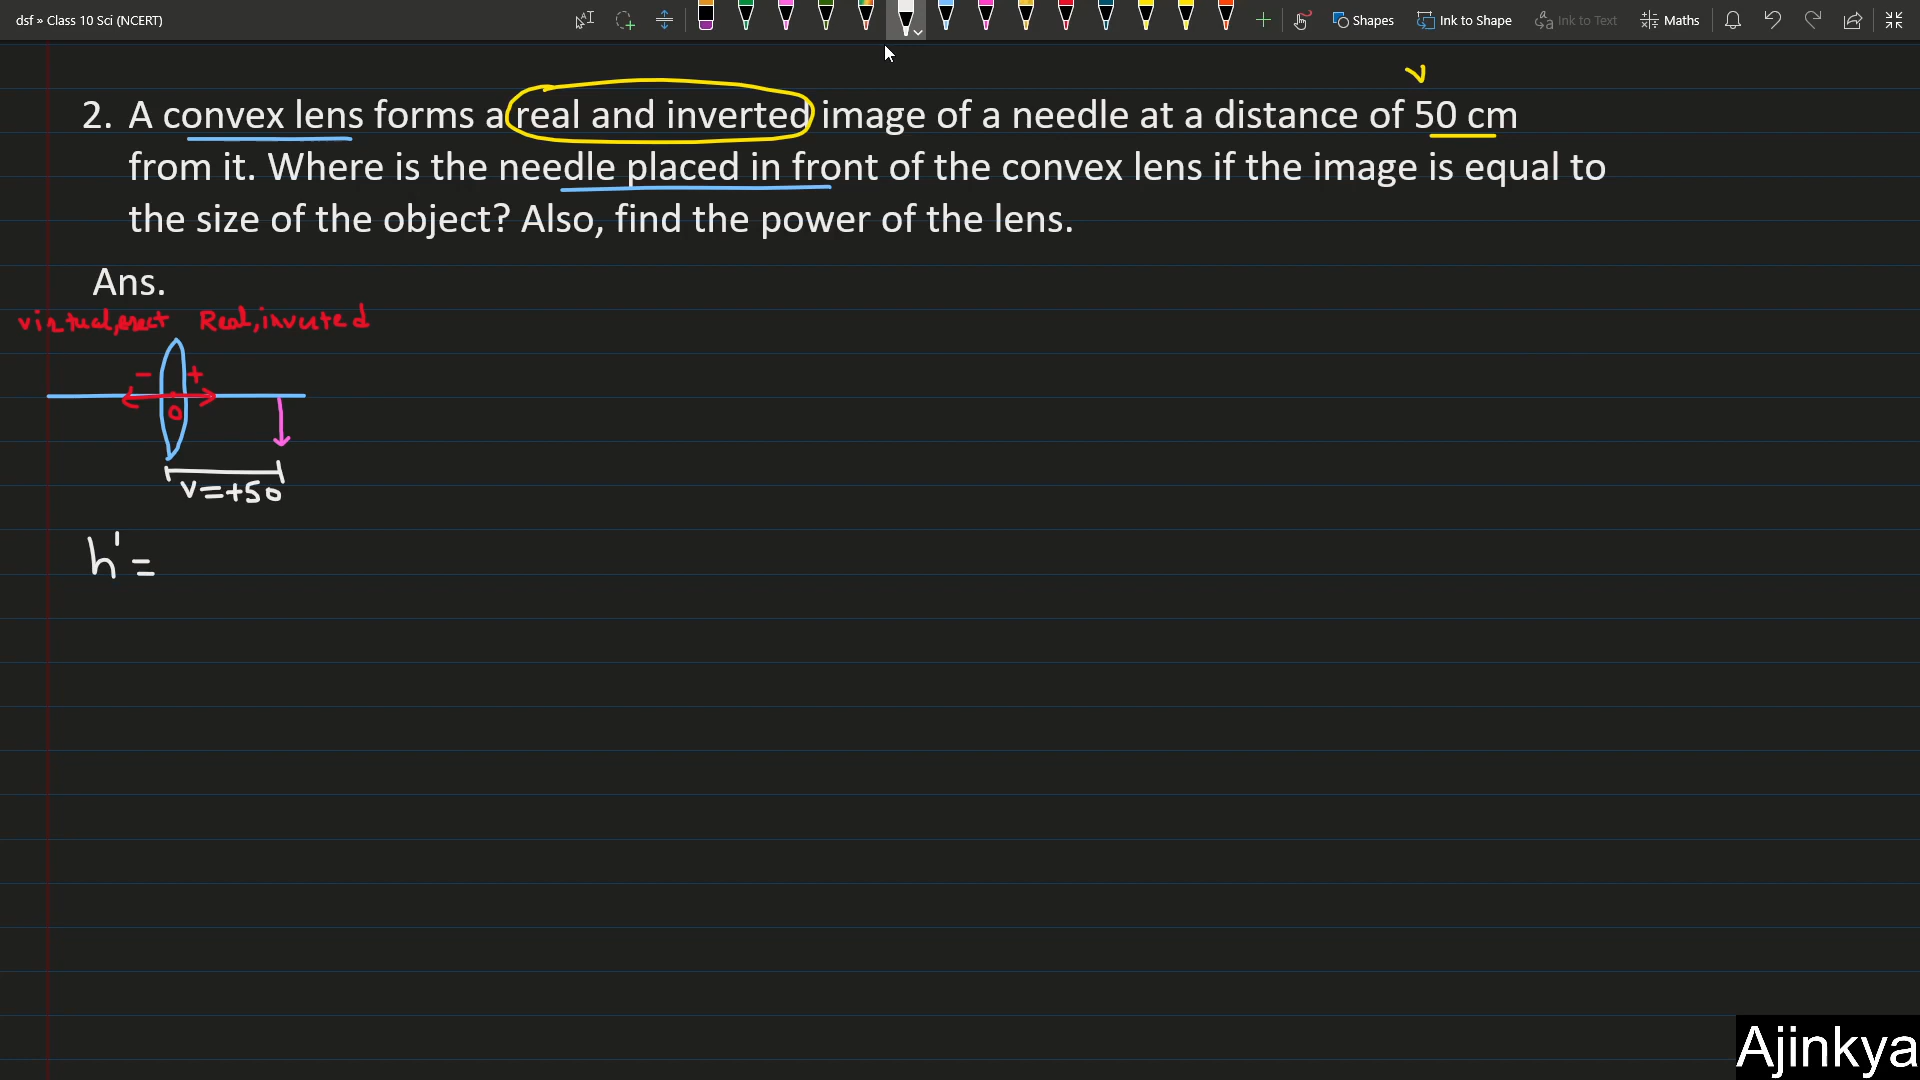 dsf » Class 10 Sci (NCERT)
Shapes Ink to Shape Ink to Text Maths
v
2. A convex lens forms a real and inverted image of a needle at a distance of 50 cm
from it. Where is the needle placed in front of the convex lens if the image is equal to
the size of the object? Also, find the power of the lens.
Ans.
virtual, erect Real, inverted
- +
O
v=+50
h'=
Ajinkya